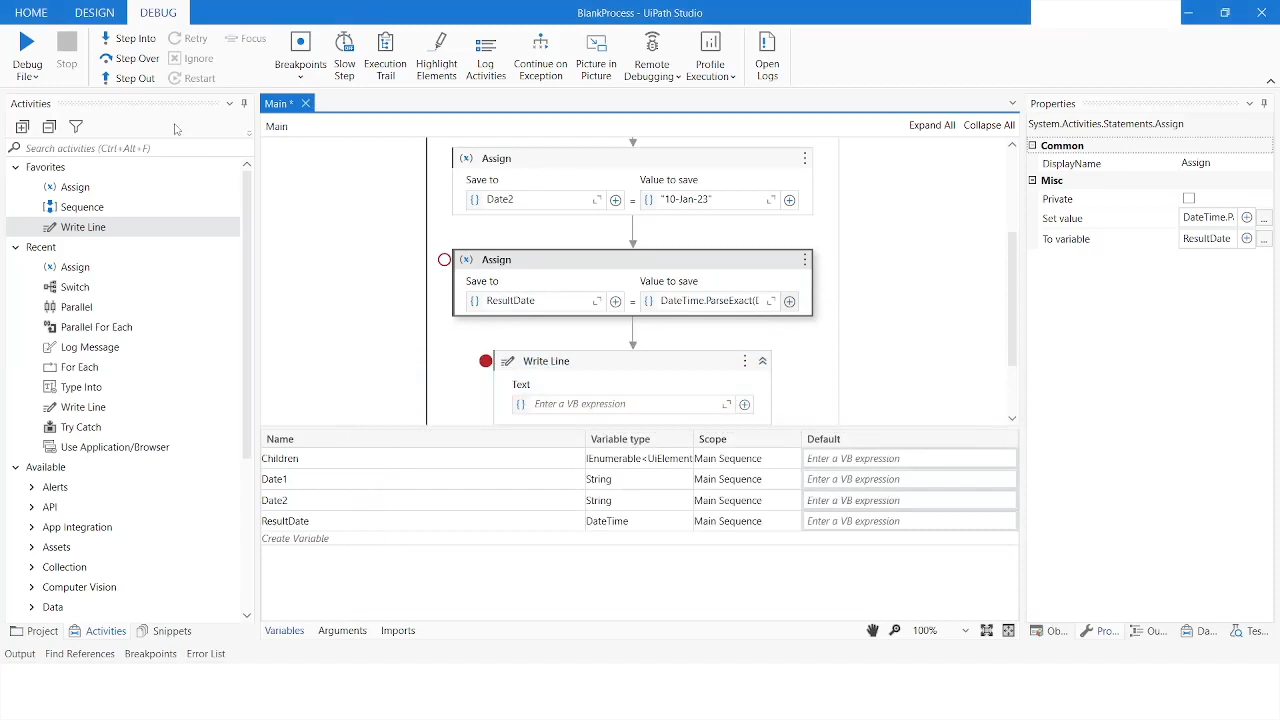 HOME DESIGN DEBUG BlankProcess - UiPath Studio
Debug File
Stop
Step Into
Step Over
Step Out
Retry
Ignore
Restart
Focus
Breakpoints
Slow Step
Execution Trail
Highlight Elements
Log Activities
Continue on Exception
Picture in Picture
Remote Debugging
Profile Execution
Open Logs
Activities
Search activities (Ctrl+Alt+F)
Favorites
Assign
Sequence
Write Line
Recent
Assign
Switch
Parallel
Parallel For Each
Log Message
For Each
Type Into
Write Line
Try Catch
Use Application/Browser
Available
Alerts
API
App Integration
Assets
Collection
Computer Vision
Data
Project Activities Snippets
Main *
Main Expand All Collapse All
Assign
Save to Value to save
Date2 = "10-Jan-23"
Assign
Save to Value to save
ResultDate = DateTime.ParseExact(
Write Line
Text
Enter a VB expression
Name Variable type Scope Default
Children IEnumerable<UiElement Main Sequence Enter a VB expression
Date1 String Main Sequence Enter a VB expression
Date2 String Main Sequence Enter a VB expression
ResultDate DateTime Main Sequence Enter a VB expression
Create Variable
Variables Arguments Imports 100%
Properties
System.Activities.Statements.Assign
Common
DisplayName Assign
Misc
Private
Set value DateTime.P
To variable ResultDate
Ob... Pro... Ou... Da... Tes...
Output Find References Breakpoints Error List